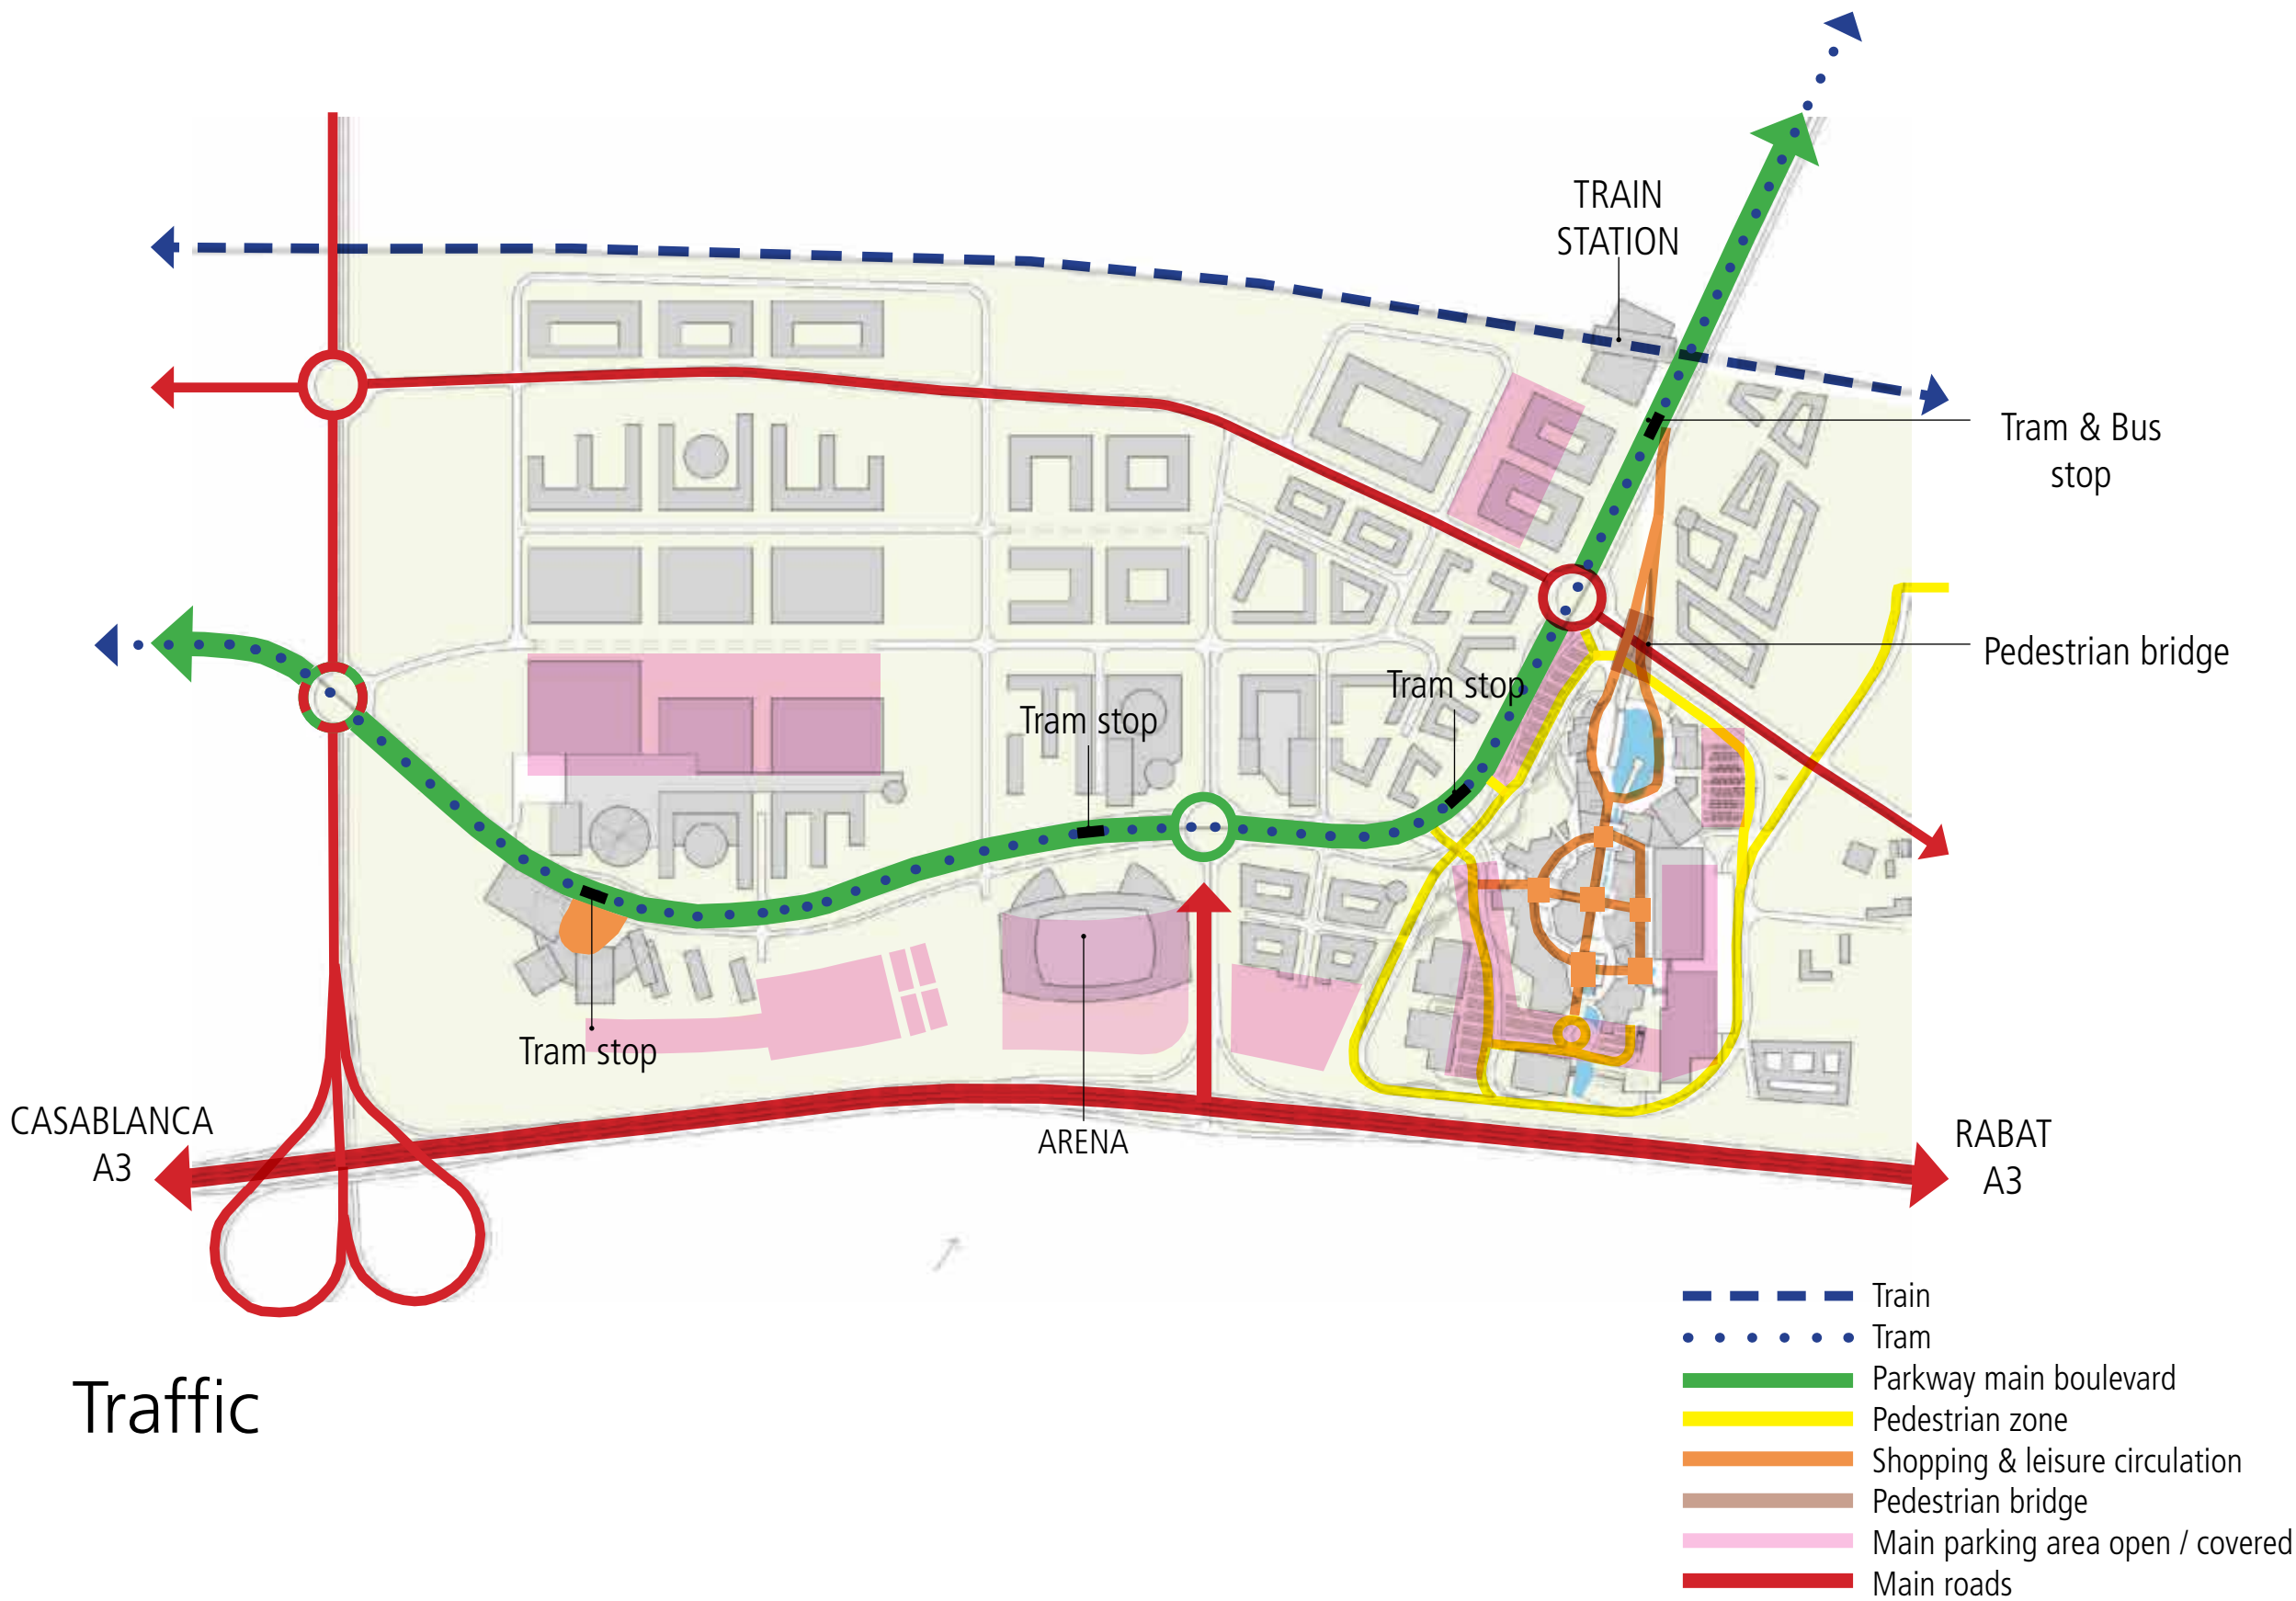 TRAIN
STATION
Tram & Bus
stop
Pedestrian bridge
Tram stop
Tram stop
Tram stop
CASABLANCA
A3
ARENA
RABAT
A3
Traffic
Train
Tram
Parkway main boulevard
Pedestrian zone
Shopping & leisure circulation
Pedestrian bridge
Main parking area open / covered
Main roads